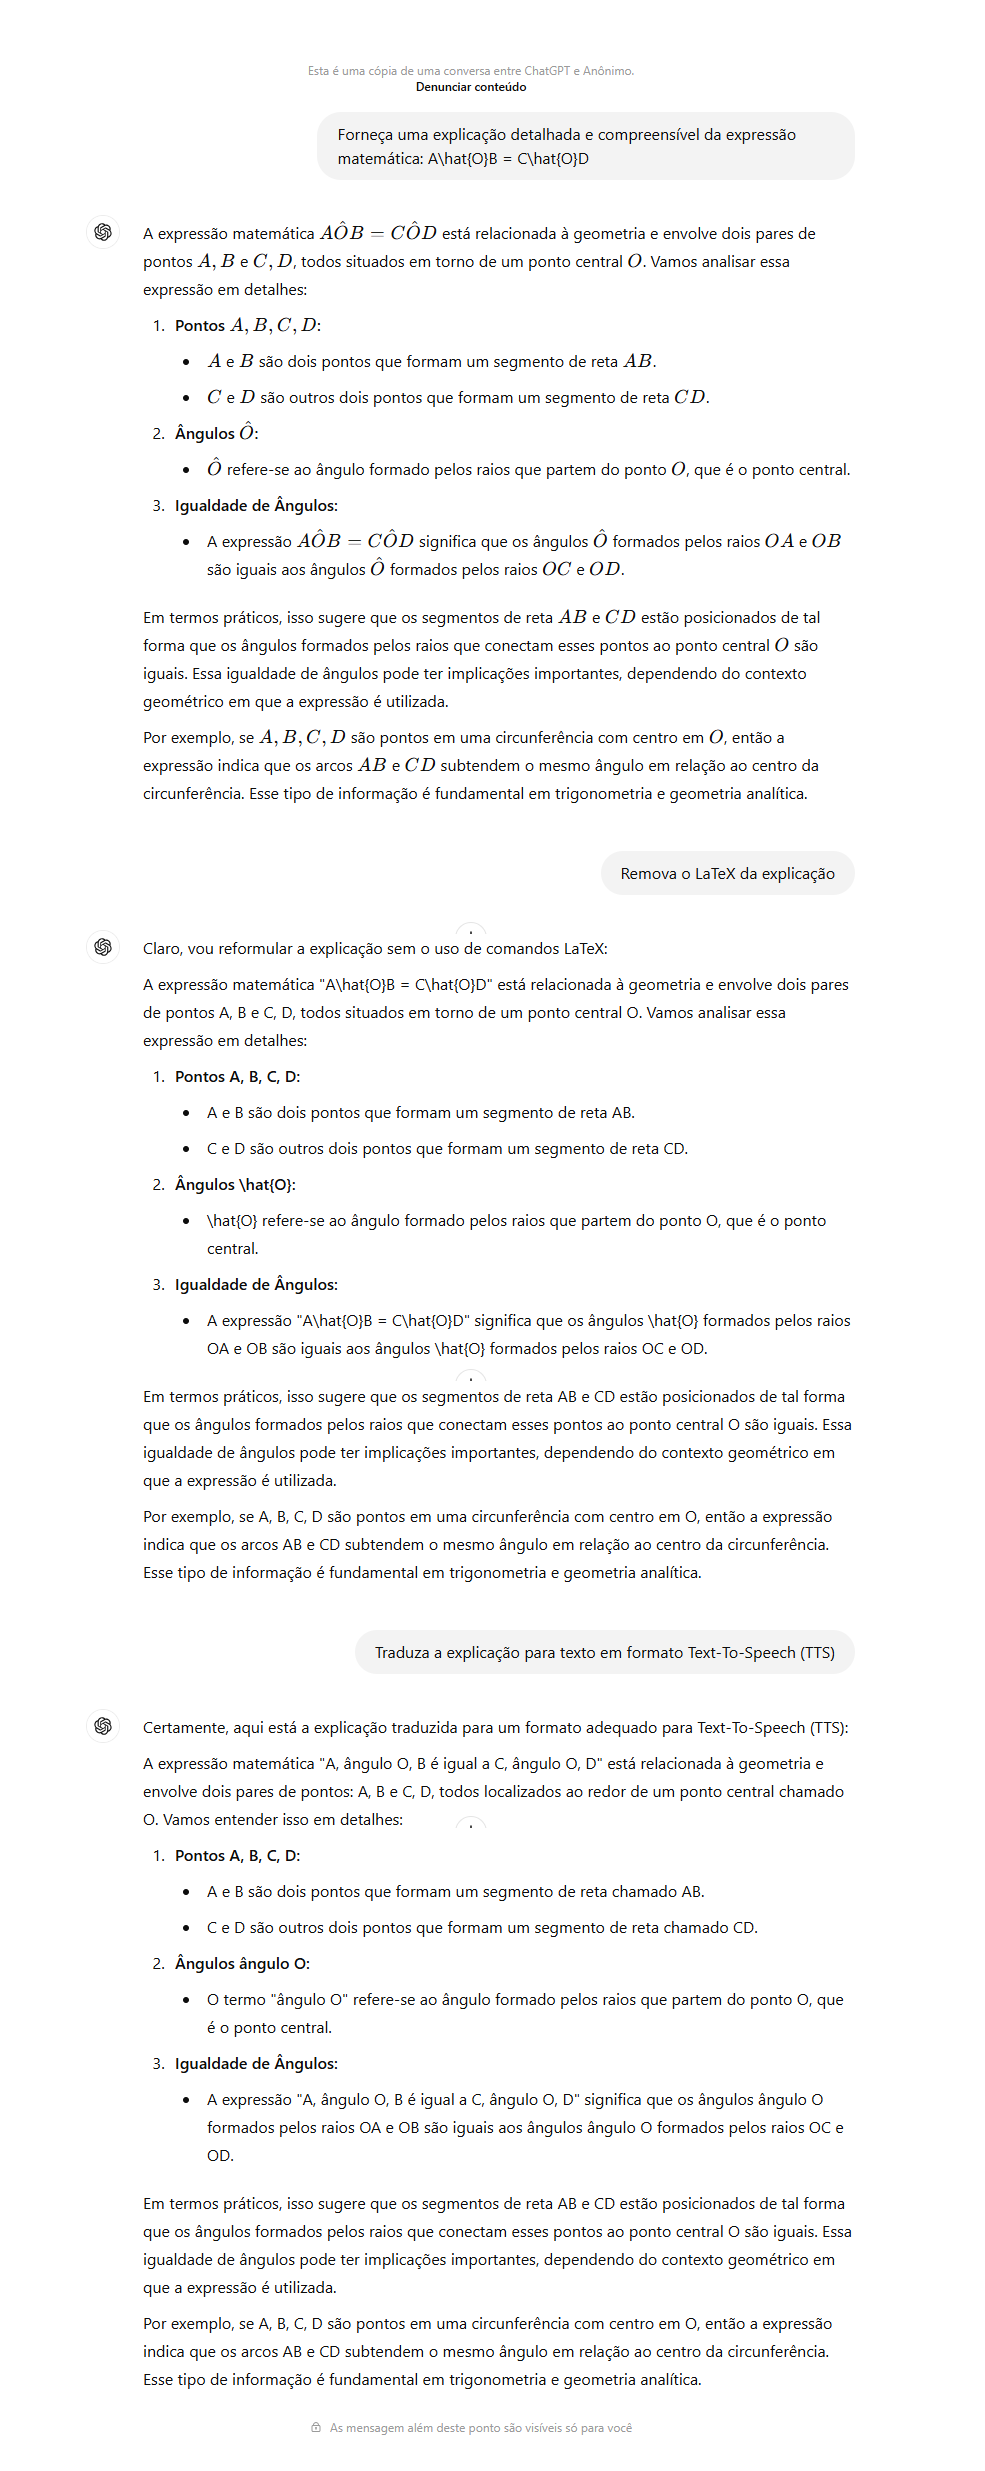 Esta é uma cópia de uma conversa entre ChatGPT e Anônimo.
Denunciar conteúdo
Forneça uma explicação detalhada e compreensível da expressão
matemática: A\hat{O}B = C\hat{O}D
A expressão matemática AÔB = CÔD está relacionada à geometria e envolve dois pares de
pontos A, B e C, D, todos situados em torno de um ponto central O. Vamos analisar essa
expressão em detalhes:
1. Pontos A, B, C, D:
• A e B são dois pontos que formam um segmento de reta AB.
• C e D são outros dois pontos que formam um segmento de reta CD.
2. Ângulos Ô:
• Ô refere-se ao ângulo formado pelos raios que partem do ponto O, que é o ponto central.
3. Igualdade de Ângulos:
• A expressão AÔB = CÔD significa que os ângulos Ô formados pelos raios OA e OB
são iguais aos ângulos Ô formados pelos raios OC e OD.
Em termos práticos, isso sugere que os segmentos de reta AB e CD estão posicionados de tal
forma que os ângulos formados pelos raios que conectam esses pontos ao ponto central O são
iguais. Essa igualdade de ângulos pode ter implicações importantes, dependendo do contexto
geométrico em que a expressão é utilizada.
Por exemplo, se A, B, C, D são pontos em uma circunferência com centro em O, então a
expressão indica que os arcos AB e CD subtendem o mesmo ângulo em relação ao centro da
circunferência. Esse tipo de informação é fundamental em trigonometria e geometria analítica.
Remova o LaTeX da explicação
Claro, vou reformular a explicação sem o uso de comandos LaTeX:
A expressão matemática "A\hat{O}B = C\hat{O}D" está relacionada à geometria e envolve dois pares
de pontos A, B e C, D, todos situados em torno de um ponto central O. Vamos analisar essa
expressão em detalhes:
1. Pontos A, B, C, D:
• A e B são dois pontos que formam um segmento de reta AB.
• C e D são outros dois pontos que formam um segmento de reta CD.
2. Ângulos \hat{O}:
• \hat{O} refere-se ao ângulo formado pelos raios que partem do ponto O, que é o ponto
central.
3. Igualdade de Ângulos:
• A expressão "A\hat{O}B = C\hat{O}D" significa que os ângulos \hat{O} formados pelos raios
OA e OB são iguais aos ângulos \hat{O} formados pelos raios OC e OD.
Em termos práticos, isso sugere que os segmentos de reta AB e CD estão posicionados de tal forma
que os ângulos formados pelos raios que conectam esses pontos ao ponto central O são iguais. Essa
igualdade de ângulos pode ter implicações importantes, dependendo do contexto geométrico em
que a expressão é utilizada.
Por exemplo, se A, B, C, D são pontos em uma circunferência com centro em O, então a expressão
indica que os arcos AB e CD subtendem o mesmo ângulo em relação ao centro da circunferência.
Esse tipo de informação é fundamental em trigonometria e geometria analítica.
Traduza a explicação para texto em formato Text-To-Speech (TTS)
Certamente, aqui está a explicação traduzida para um formato adequado para Text-To-Speech (TTS):
A expressão matemática "A, ângulo O, B é igual a C, ângulo O, D" está relacionada à geometria e
envolve dois pares de pontos: A, B e C, D, todos localizados ao redor de um ponto central chamado
O. Vamos entender isso em detalhes:
1. Pontos A, B, C, D:
• A e B são dois pontos que formam um segmento de reta chamado AB.
• C e D são outros dois pontos que formam um segmento de reta chamado CD.
2. Ângulos ângulo O:
• O termo "ângulo O" refere-se ao ângulo formado pelos raios que partem do ponto O, que
é o ponto central.
3. Igualdade de Ângulos:
• A expressão "A, ângulo O, B é igual a C, ângulo O, D" significa que os ângulos ângulo O
formados pelos raios OA e OB são iguais aos ângulos ângulo O formados pelos raios OC e
OD.
Em termos práticos, isso sugere que os segmentos de reta AB e CD estão posicionados de tal forma
que os ângulos formados pelos raios que conectam esses pontos ao ponto central O são iguais. Essa
igualdade de ângulos pode ter implicações importantes, dependendo do contexto geométrico em
que a expressão é utilizada.
Por exemplo, se A, B, C, D são pontos em uma circunferência com centro em O, então a expressão
indica que os arcos AB e CD subtendem o mesmo ângulo em relação ao centro da circunferência.
Esse tipo de informação é fundamental em trigonometria e geometria analítica.
As mensagem além deste ponto são visíveis só para você